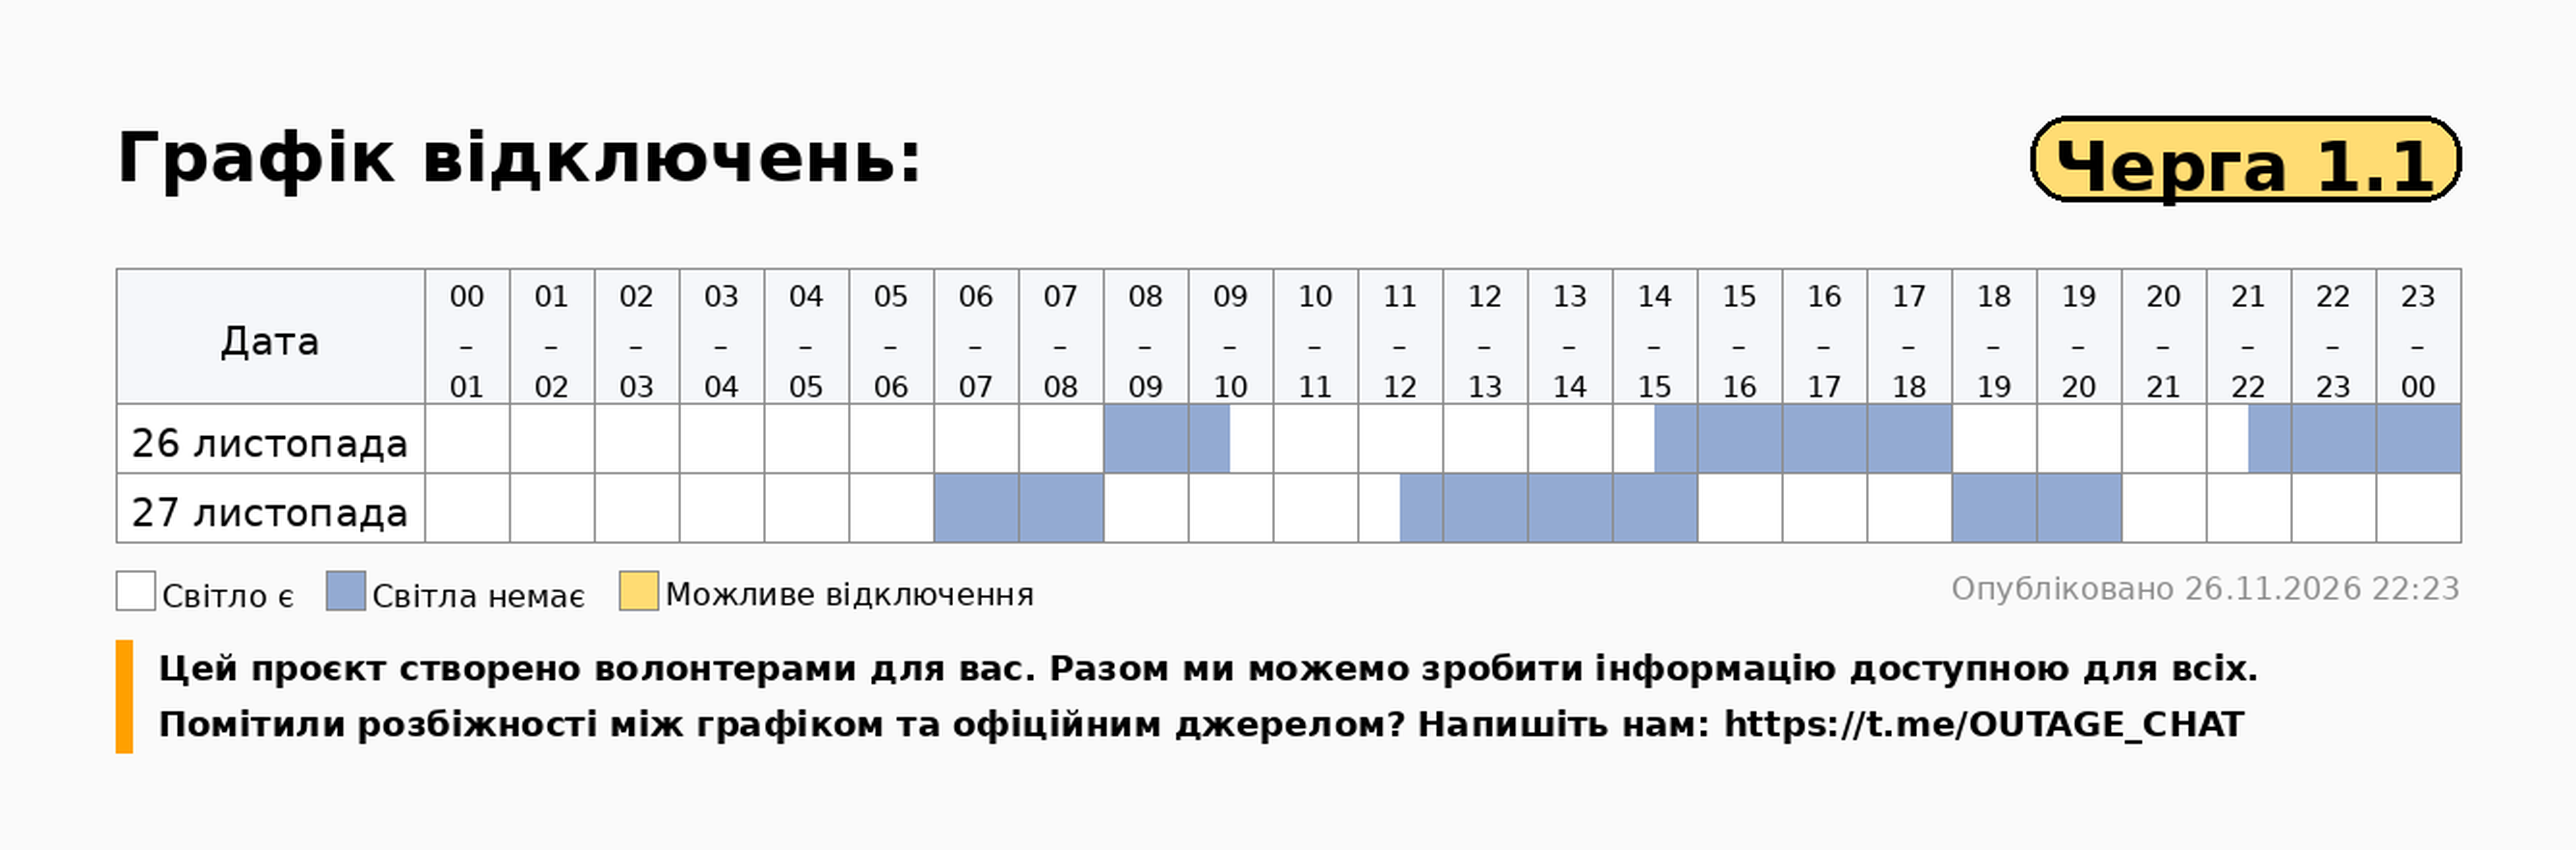 Графік відключень:
Черга 1.1
Дата 00 – 01 01 – 02 02 – 03 03 – 04 04 – 05 05 – 06 06 – 07 07 – 08 08 – 09 09 – 10 10 – 11 11 – 12 12 – 13 13 – 14 14 – 15 15 – 16 16 – 17 17 – 18 18 – 19 19 – 20 20 – 21 21 – 22 22 – 23 23 – 00
26 листопада
27 листопада
Світло є Світла немає Можливе відключення
Опубліковано 26.11.2026 22:23
Цей проєкт створено волонтерами для вас. Разом ми можемо зробити інформацію доступною для всіх.
Помітили розбіжності між графіком та офіційним джерелом? Напишіть нам: https://t.me/OUTAGE_CHAT